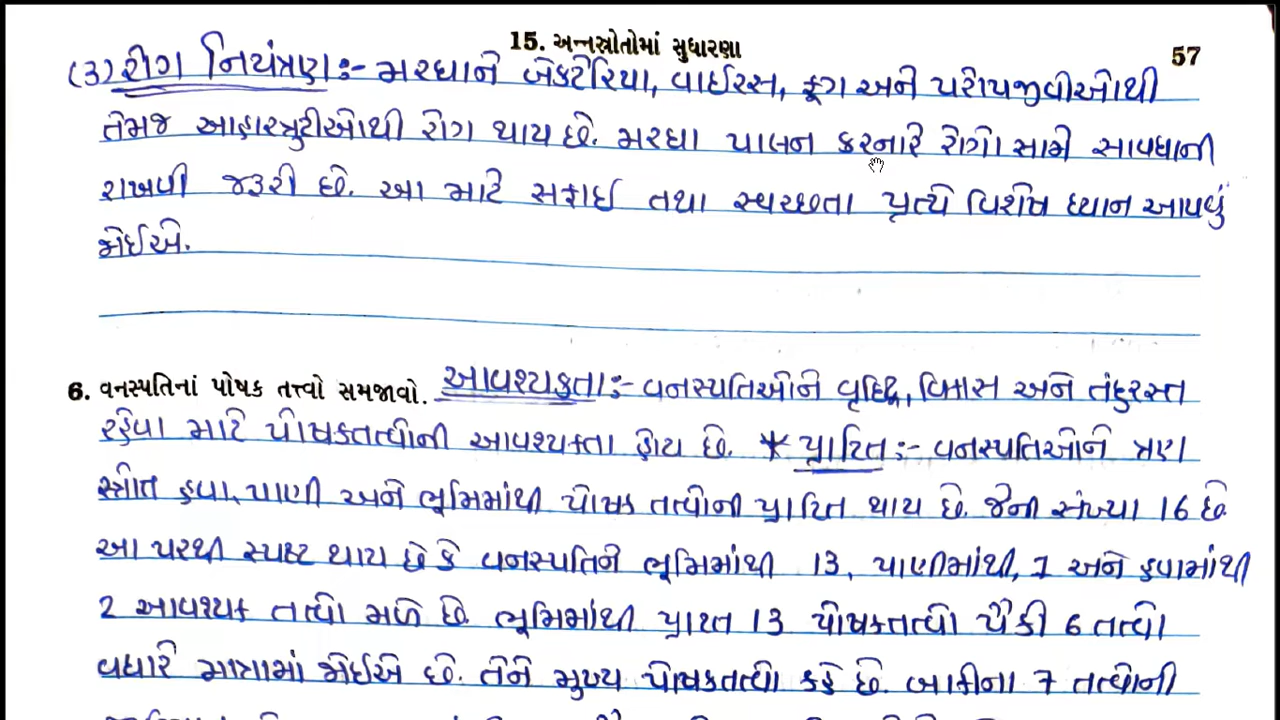 15. અન્નસ્રોતોમાં સુધારણા
57
(૩) રોગ નિયંત્રણ :- મરઘાને બેક્ટેરિયા, વાઈરસ, ફૂગ અને પરોપજીવીઓથી
તેમજ આહારત્રુટીઓથી રોગ થાય છે. મરઘા પાલન કરનારે રોગો સામે સાવધાની
રાખવી જરૂરી છે. આ માટે સફાઈ તથા સ્વચ્છતા પ્રત્યે વિશેષ ધ્યાન આપવું
જોઈએ.
6. વનસ્પતિનાં પોષક તત્ત્વો સમજાવો. આવશ્યકતા :- વનસ્પતિઓને વૃદ્ધિ, વિકાસ અને તંદુરસ્ત
રહેવા માટે પોષકતત્વોની આવશ્યકતા હોય છે. * પ્રાપ્તિ :- વનસ્પતિઓને ત્રણ
સ્ત્રોત હવા, પાણી અને ભૂમિમાંથી પોષક તત્વોની પ્રાપ્તિ થાય છે. જેની સંખ્યા 16 છે.
આ પરથી સ્પષ્ટ થાય છે કે વનસ્પતિને ભૂમિમાંથી 13, પાણીમાંથી, 1 અને હવામાંથી
2 આવશ્યક તત્વો મળે છે. ભૂમિમાંથી પ્રાપ્ત 13 પોષકતત્વો પૈકી 6 તત્વો
વધારે માત્રામાં જોઈએ છે. તેને મુખ્ય પોષકતત્વો કહે છે. બાકીના 7 તત્વોની